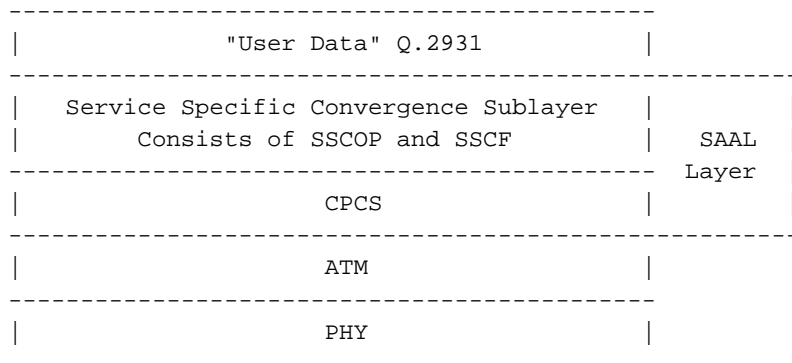 "User Data" Q.2931
Service Specific Convergence Sublayer
Consists of SSCOP and SSCF
SAAL
Layer
CPCS
ATM
PHY